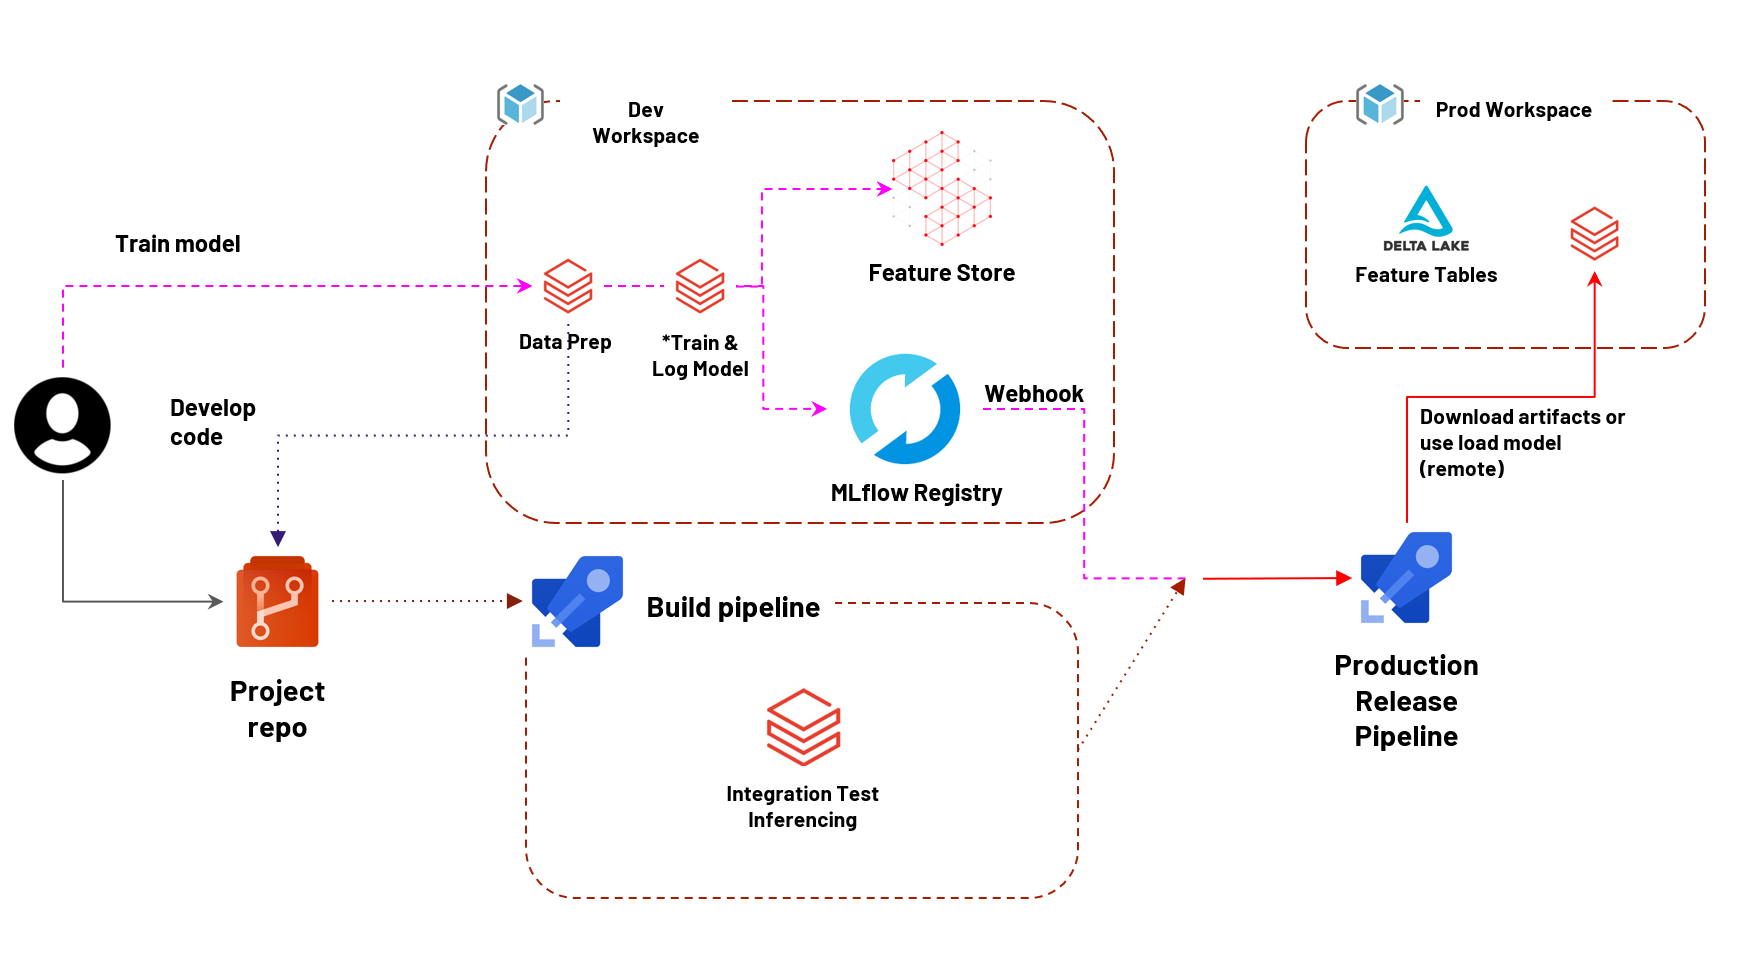 Dev
Workspace
Prod Workspace
Train model
DELTA LAKE
Feature Store
Feature Tables
Data Prep
*Train &
Log Model
Webhook
Develop
code
Download artifacts or
use load model
(remote)
MLflow Registry
Build pipeline
Project
repo
Production
Release
Pipeline
Integration Test
Inferencing